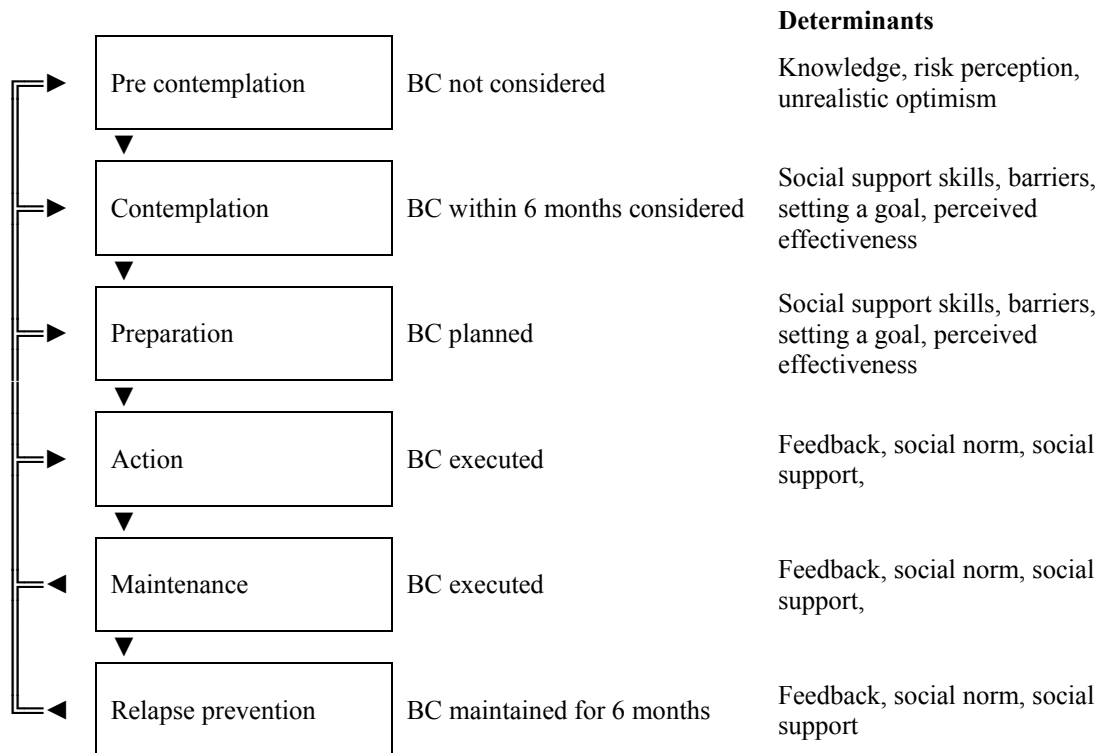 Determinants
Pre contemplation
BC not considered
Knowledge, risk perception,
unrealistic optimism
Contemplation
BC within 6 months considered
Social support skills, barriers,
setting a goal, perceived
effectiveness
Preparation
BC planned
Social support skills, barriers,
setting a goal, perceived
effectiveness
Action
BC executed
Feedback, social norm, social
support,
Maintenance
BC executed
Feedback, social norm, social
support,
Relapse prevention
BC maintained for 6 months
Feedback, social norm, social
support